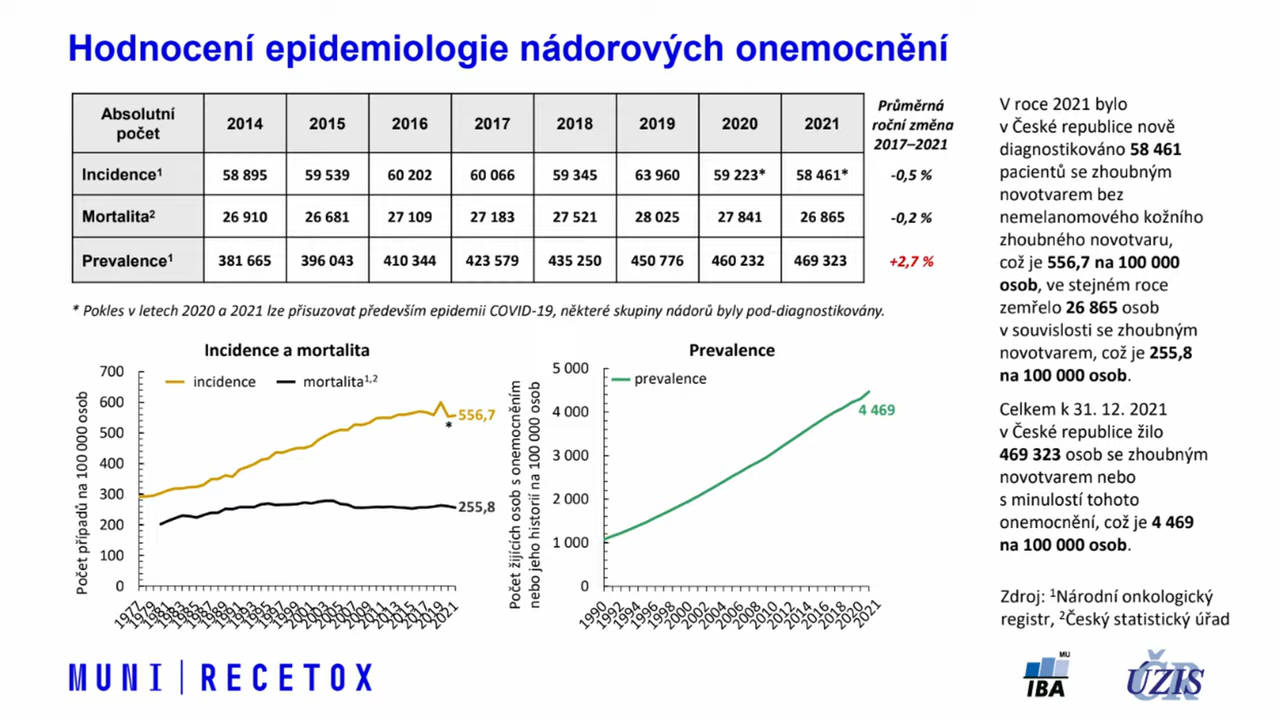 Hodnocení epidemiologie nádorových onemocnění
Absolutní počet 2014 2015 2016 2017 2018 2019 2020 2021 Průměrná roční změna 2017–2021
Incidence¹ 58 895 59 539 60 202 60 066 59 345 63 960 59 223* 58 461* -0,5 %
Mortalita² 26 910 26 681 27 109 27 183 27 521 28 025 27 841 26 865 -0,2 %
Prevalence¹ 381 665 396 043 410 344 423 579 435 250 450 776 460 232 469 323 +2,7 %
* Pokles v letech 2020 a 2021 lze přisuzovat především epidemii COVID-19, některé skupiny nádorů byly pod-diagnostikovány.
Incidence a mortalita
incidence mortalita¹,²
Počet případů na 100 000 osob
700
600
500
400
300
200
100
0
556,7
*
255,8
1977 1979 1981 1983 1985 1987 1989 1991 1993 1995 1997 1999 2001 2003 2005 2007 2009 2011 2013 2015 2017 2019 2021
Prevalence
prevalence
Počet žijících osob s onemocněním
nebo jeho historií na 100 000 osob
5 000
4 000
3 000
2 000
1 000
0
4 469
1990 1992 1994 1996 1998 2000 2002 2004 2006 2008 2010 2012 2014 2016 2018 2020 2021
V roce 2021 bylo
v České republice nově
diagnostikováno 58 461
pacientů se zhoubným
novotvarem bez
nemelanomového kožního
zhoubného novotvaru,
což je 556,7 na 100 000
osob, ve stejném roce
zemřelo 26 865 osob
v souvislosti se zhoubným
novotvarem, což je 255,8
na 100 000 osob.
Celkem k 31. 12. 2021
v České republice žilo
469 323 osob se zhoubným
novotvarem nebo
s minulostí tohoto
onemocnění, což je 4 469
na 100 000 osob.
Zdroj: ¹Národní onkologický
registr, ²Český statistický úřad
MUNI | RECETOX
MU
IBA
ČR
ÚZIS